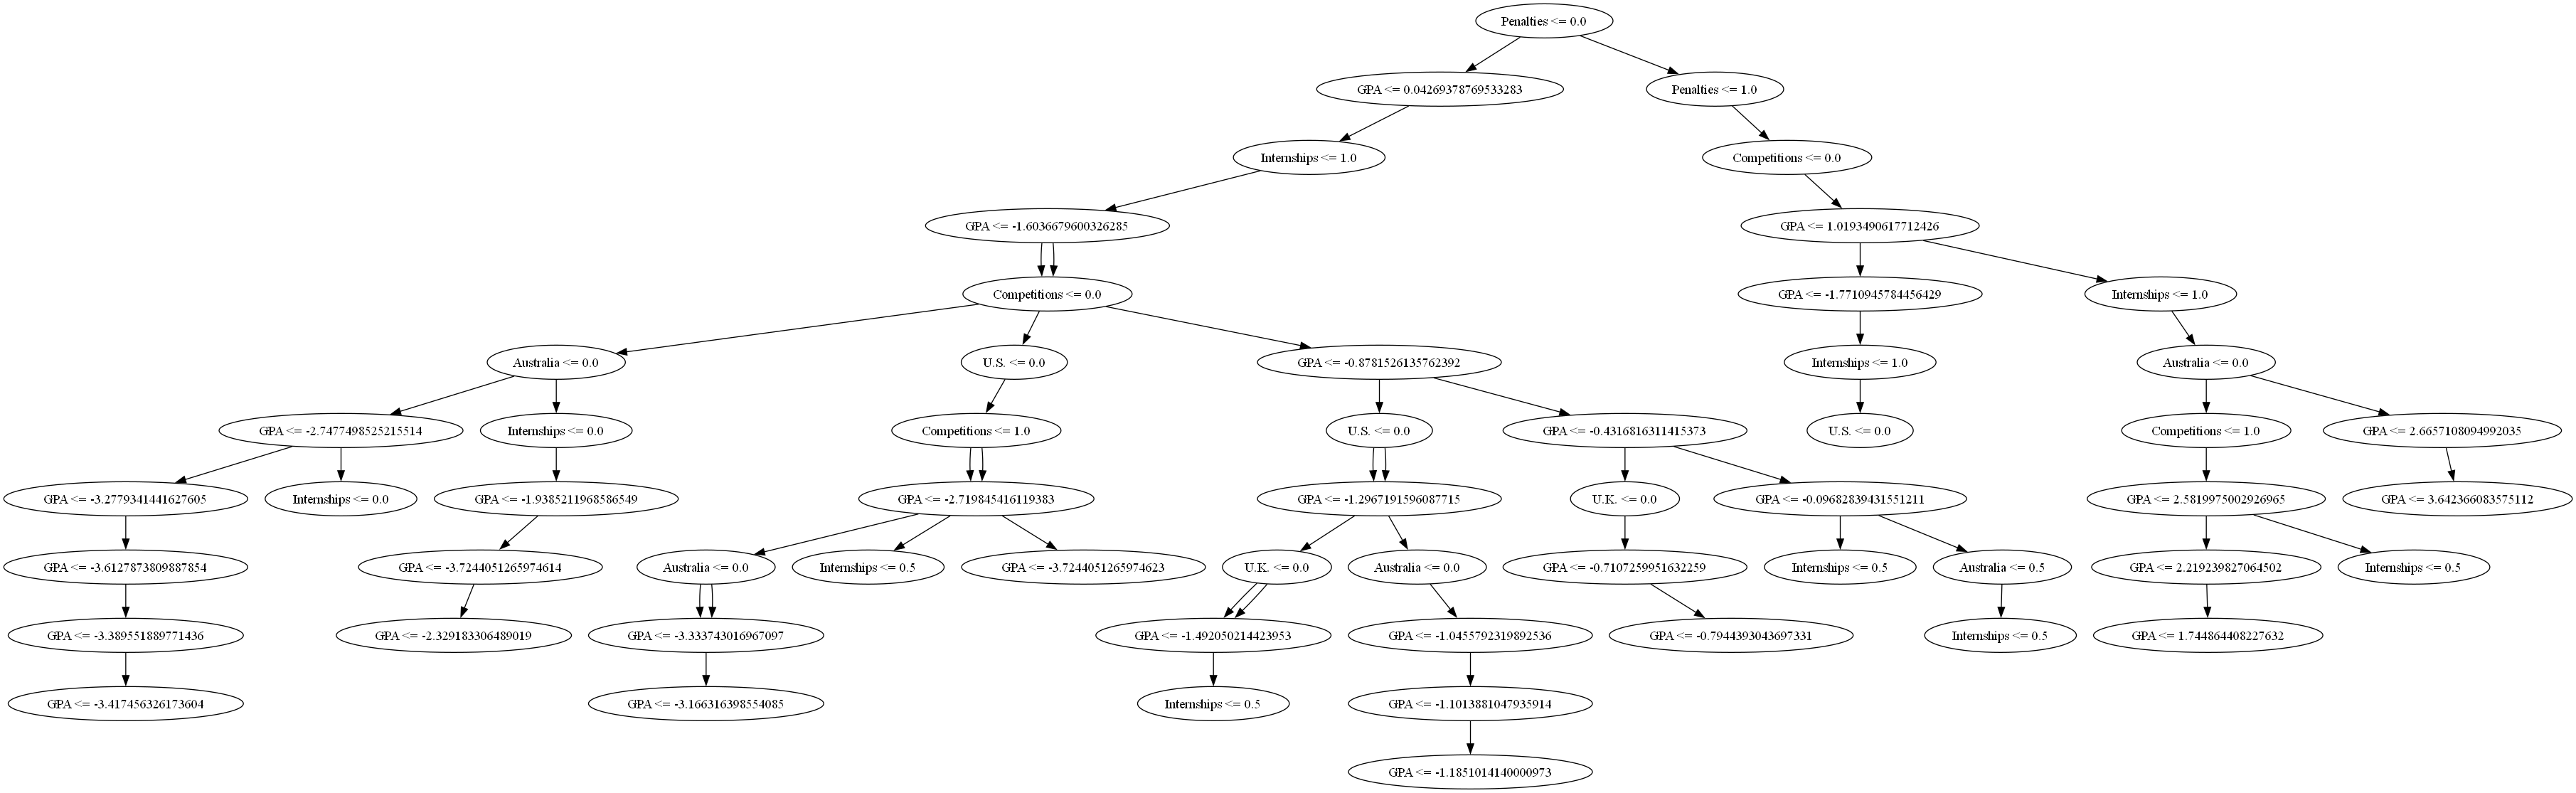 Penalties <= 0.0
GPA <= 0.04269378769533283
Penalties <= 1.0
Internships <= 1.0
Competitions <= 0.0
GPA <= -1.6036679600326285
GPA <= 1.0193490617712426
Competitions <= 0.0
GPA <= -1.7710945784456429
Internships <= 1.0
Australia <= 0.0
U.S. <= 0.0
GPA <= -0.8781526135762392
Internships <= 1.0
Australia <= 0.0
GPA <= -2.7477498525215514
Internships <= 0.0
Competitions <= 1.0
U.S. <= 0.0
GPA <= -0.4316816311415373
U.S. <= 0.0
Competitions <= 1.0
GPA <= 2.6657108094992035
GPA <= -3.2779341441627605
Internships <= 0.0
GPA <= -1.9385211968586549
GPA <= -2.719845416119383
GPA <= -1.2967191596087715
U.K. <= 0.0
GPA <= -0.09682839431551211
GPA <= 2.5819975002926965
GPA <= 3.642366083575112
GPA <= -3.6127873809887854
GPA <= -3.7244051265974614
Australia <= 0.0
Internships <= 0.5
GPA <= -3.7244051265974623
U.K. <= 0.0
Australia <= 0.0
GPA <= -0.7107259951632259
Internships <= 0.5
Australia <= 0.5
GPA <= 2.219239827064502
Internships <= 0.5
GPA <= -3.389551889771436
GPA <= -2.329183306489019
GPA <= -3.333743016967097
GPA <= -1.492050214423953
GPA <= -1.0455792319892536
GPA <= -0.7944393043697331
Internships <= 0.5
GPA <= 1.744864408227632
GPA <= -3.417456326173604
GPA <= -3.166316398554085
Internships <= 0.5
GPA <= -1.1013881047935914
GPA <= -1.1851014140000973